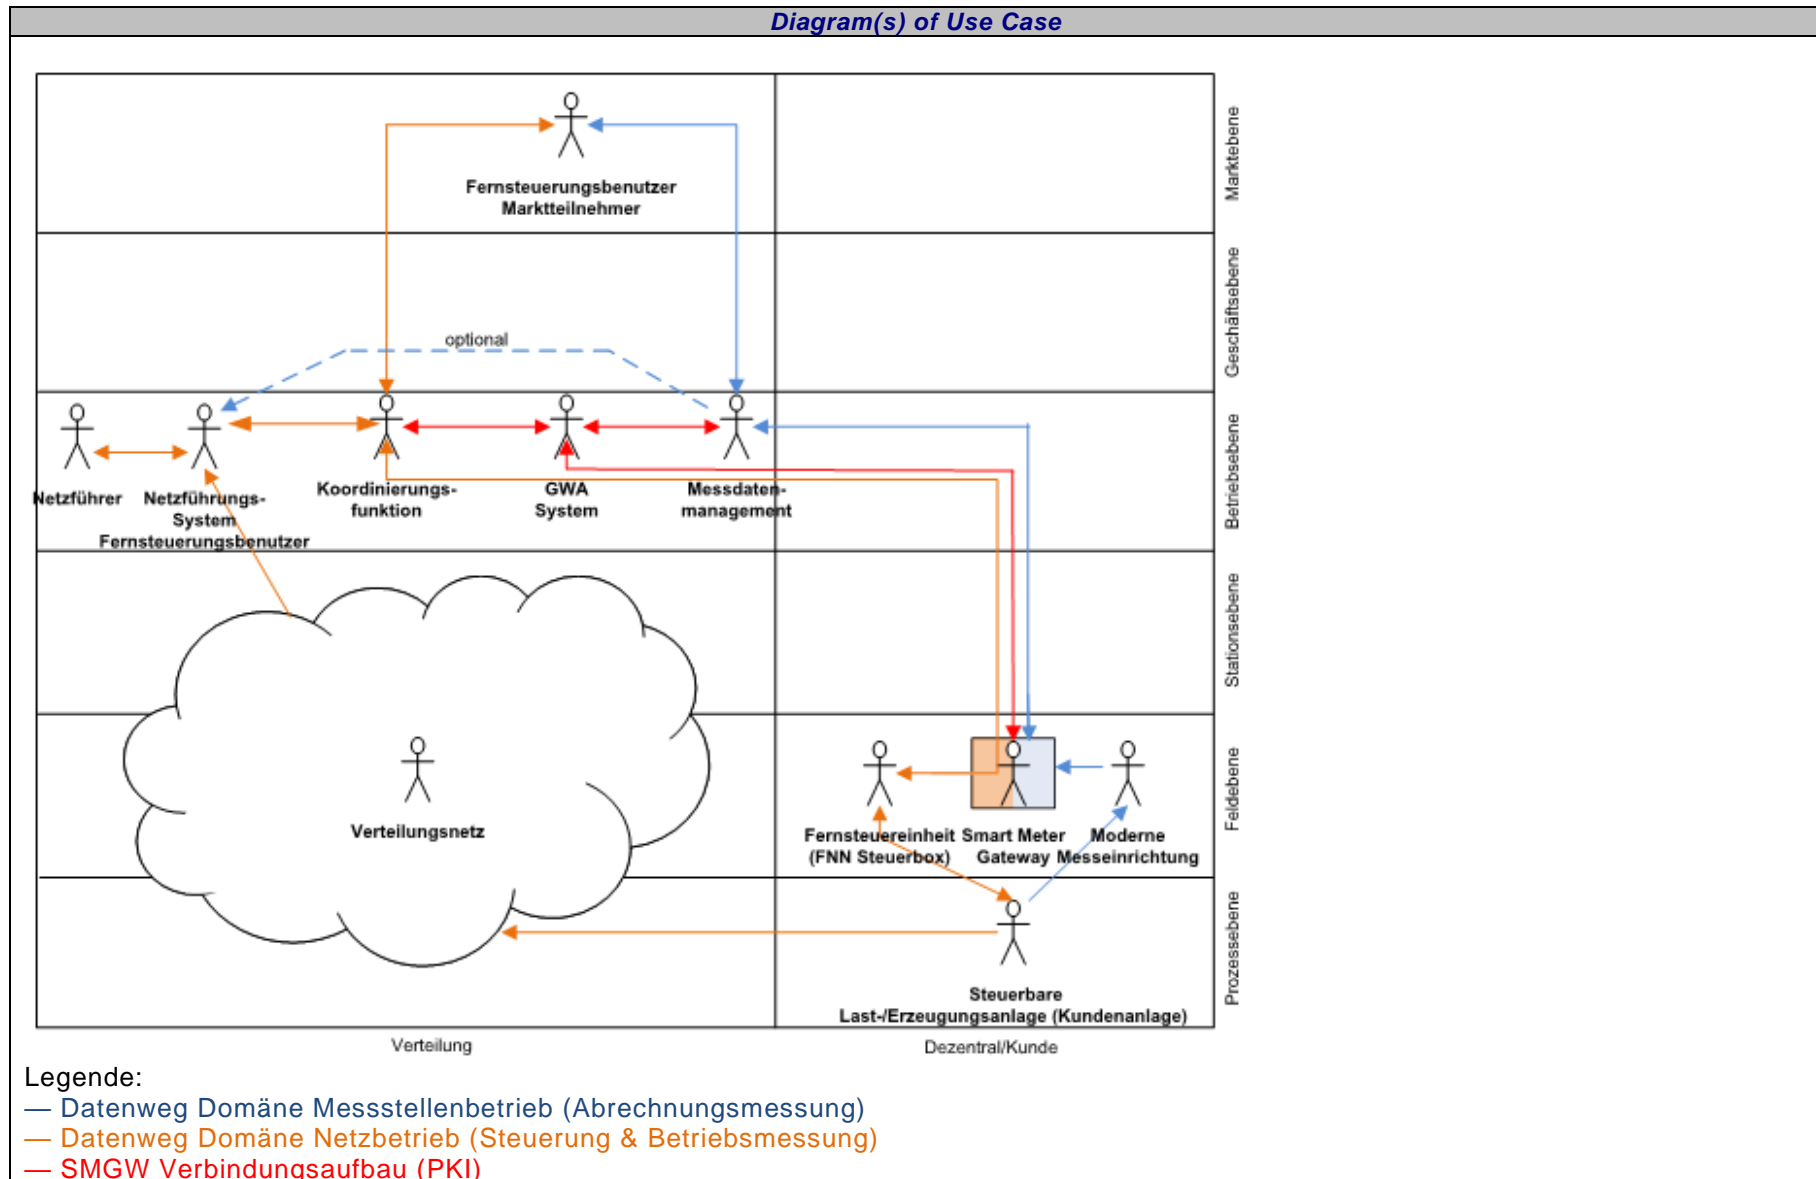 Diagram(s) of Use Case
Fernsteuerungsbenutzer
Marktteilnehmer
Marktebene
Geschäftsebene
optional
Netzführer
Netzführungs-
System
Fernsteuerungsbenutzer
Koordinierungs-
funktion
GWA
System
Messdaten-
management
Betriebsebene
Stationsebene
Verteilungsnetz
Fernsteuereinheit
(FNN Steuerbox)
Smart Meter
Gateway
Moderne
Messeinrichtung
Feldebene
Steuerbare
Last-/Erzeugungsanlage (Kundenanlage)
Prozessebene
Verteilung
Dezentral/Kunde
Legende:
— Datenweg Domäne Messstellenbetrieb (Abrechnungsmessung)
— Datenweg Domäne Netzbetrieb (Steuerung & Betriebsmessung)
— SMGW Verbindungsaufbau (PKI)